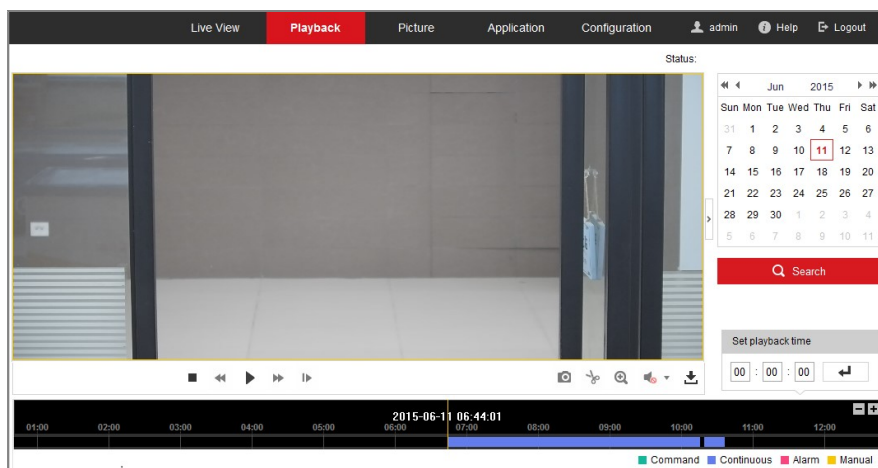 Live View Playback Picture Application Configuration admin Help Logout
Status:
Jun 2015
Sun Mon Tue Wed Thu Fri Sat
31 1 2 3 4 5 6
7 8 9 10 11 12 13
14 15 16 17 18 19 20
21 22 23 24 25 26 27
28 29 30 1 2 3 4
5 6 7 8 9 10 11
Search
Set playback time
00 : 00 : 00
2015-06-11 06:44:01
01:00 02:00 03:00 04:00 05:00 06:00 07:00 08:00 09:00 10:00 11:00 12:00
Command Continuous Alarm Manual